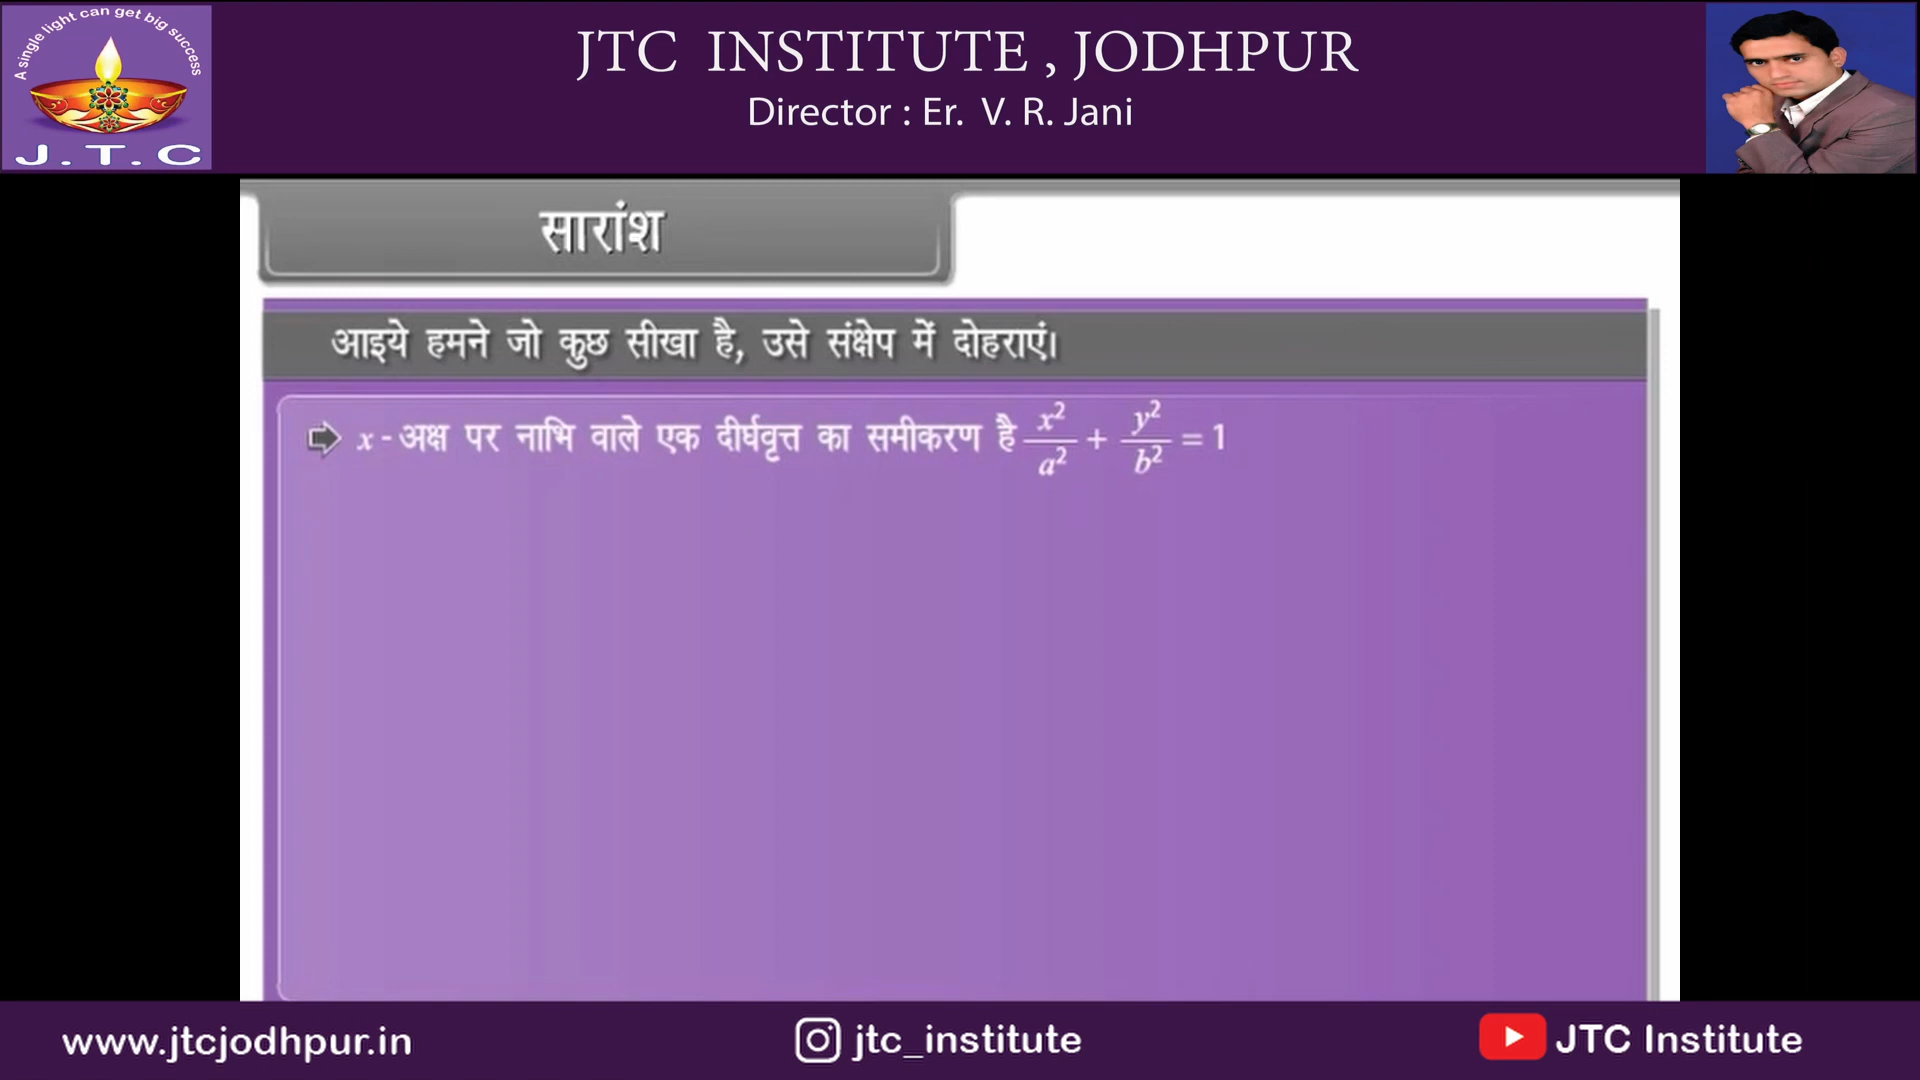 A single light can get big success
J.T.C
JTC INSTITUTE , JODHPUR
Director : Er. V. R. Jani
सारांश
आइये हमने जो कुछ सीखा है, उसे संक्षेप में दोहराएं।
x - अक्ष पर नाभि वाले एक दीर्घवृत्त का समीकरण है x²/a² + y²/b² = 1
www.jtcjodhpur.in
jtc_institute
JTC Institute